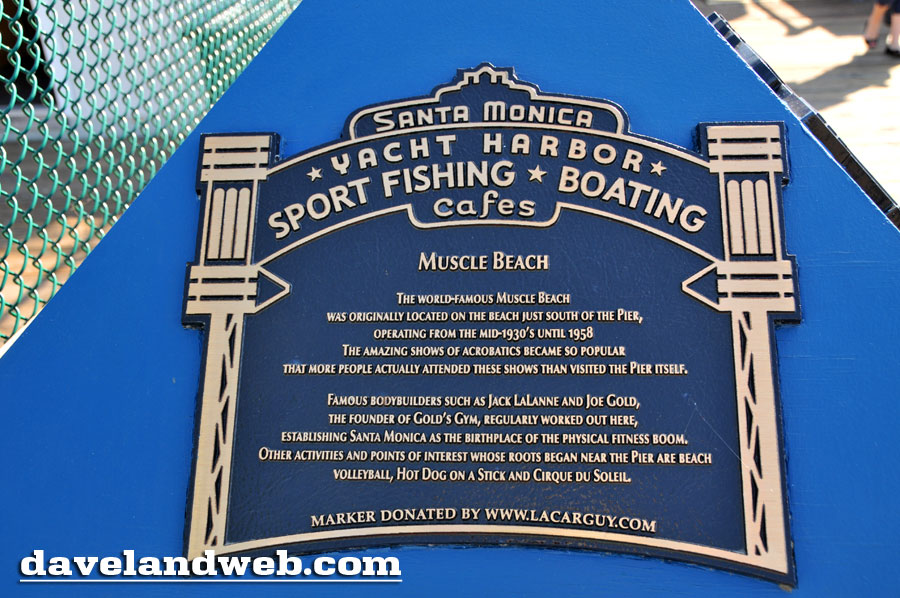 SANTA MONICA
★ YACHT HARBOR ★
SPORT FISHING ★ BOATING
Cafes
MUSCLE BEACH
THE WORLD-FAMOUS MUSCLE BEACH
WAS ORIGINALLY LOCATED ON THE BEACH JUST SOUTH OF THE PIER,
OPERATING FROM THE MID-1930'S UNTIL 1958
THE AMAZING SHOWS OF ACROBATICS BECAME SO POPULAR
THAT MORE PEOPLE ACTUALLY ATTENDED THESE SHOWS THAN VISITED THE PIER ITSELF.
FAMOUS BODYBUILDERS SUCH AS JACK LALANNE AND JOE GOLD,
THE FOUNDER OF GOLD'S GYM, REGULARLY WORKED OUT HERE,
ESTABLISHING SANTA MONICA AS THE BIRTHPLACE OF THE PHYSICAL FITNESS BOOM.
OTHER ACTIVITIES AND POINTS OF INTEREST WHOSE ROOTS BEGAN NEAR THE PIER ARE BEACH
VOLLEYBALL, HOT DOG ON A STICK AND CIRQUE DU SOLEIL.
MARKER DONATED BY WWW.LACARGUY.COM
davelandweb.com